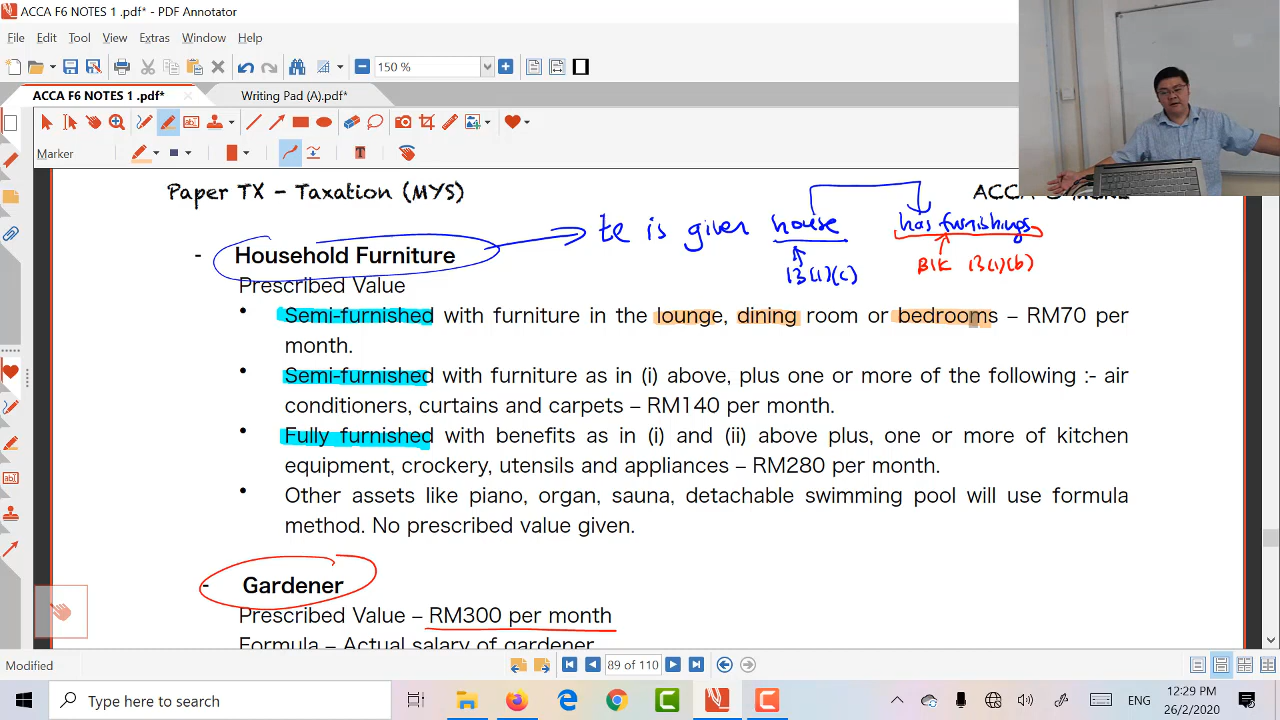 ACCA F6 NOTES 1 .pdf* - PDF Annotator
File Edit Tool View Extras Window Help
150 %
ACCA F6 NOTES 1 .pdf* Writing Pad (A).pdf*
Marker
Paper TX - Taxation (MYS) ACCA
te is given house has furnishings
- Household Furniture
13(1)(c) BIK 13(1)(b)
Prescribed Value
• Semi-furnished with furniture in the lounge, dining room or bedrooms – RM70 per
month.
• Semi-furnished with furniture as in (i) above, plus one or more of the following :- air
conditioners, curtains and carpets – RM140 per month.
• Fully furnished with benefits as in (i) and (ii) above plus, one or more of kitchen
equipment, crockery, utensils and appliances – RM280 per month.
• Other assets like piano, organ, sauna, detachable swimming pool will use formula
method. No prescribed value given.
- Gardener
Prescribed Value – RM300 per month
Formula – Actual salary of gardener
Modified 89 of 110
Type here to search ENG 12:29 PM
26/2/2020